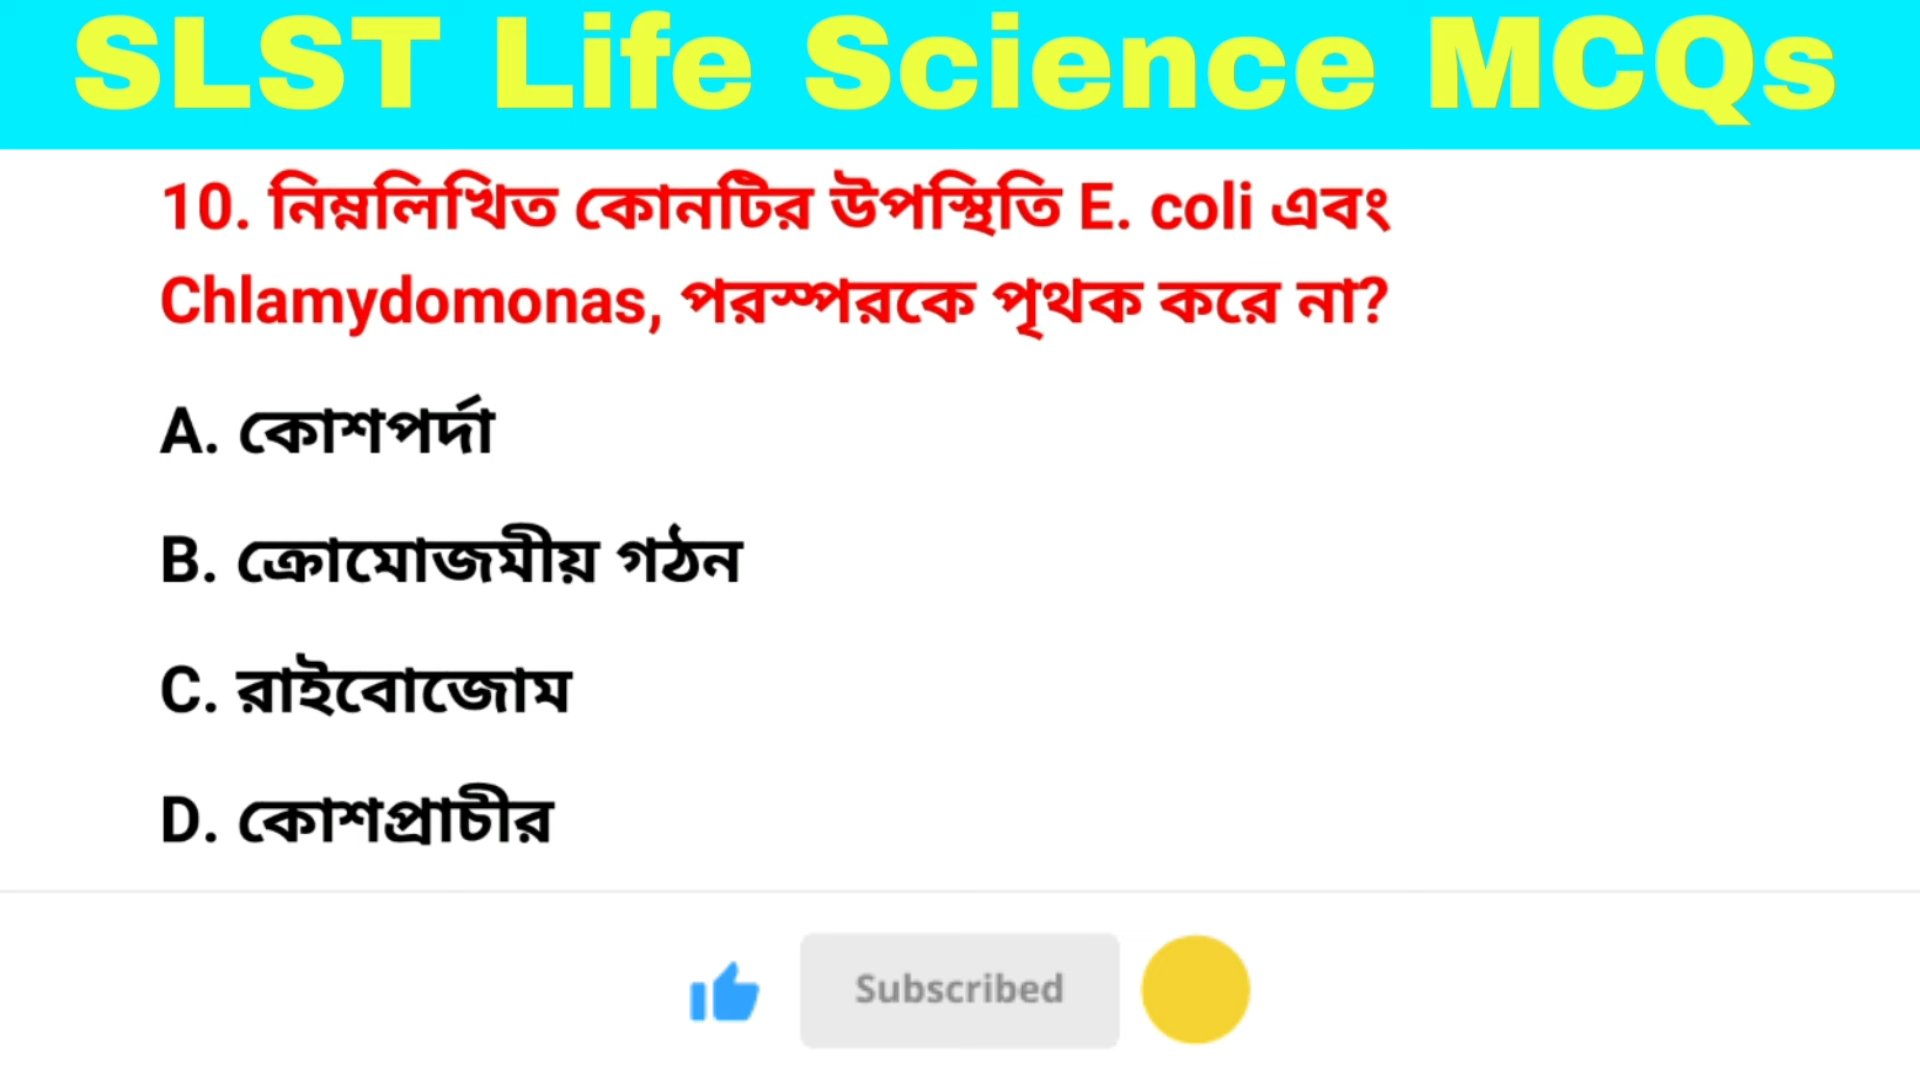 SLST Life Science MCQs
10. নিম্নলিখিত কোনটির উপস্থিতি E. coli এবং
Chlamydomonas, পরস্পরকে পৃথক করে না?
A. কোশপর্দা
B. ক্রোমোজমীয় গঠন
C. রাইবোজোম
D. কোশপ্রাচীর
Subscribed